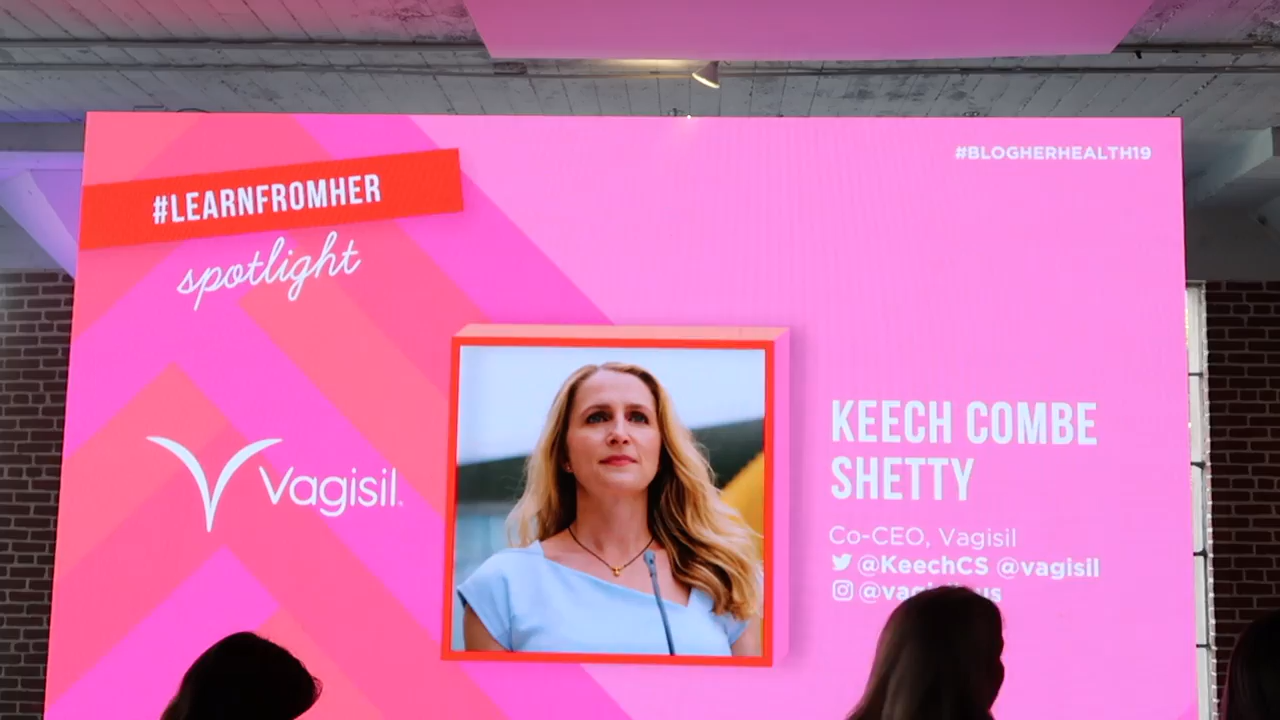 #BLOGHERHEALTH19
#LEARNFROMHER
spotlight
Vagisil
KEECH COMBE
SHETTY
Co-CEO, Vagisil
@KeechCS @vagisil